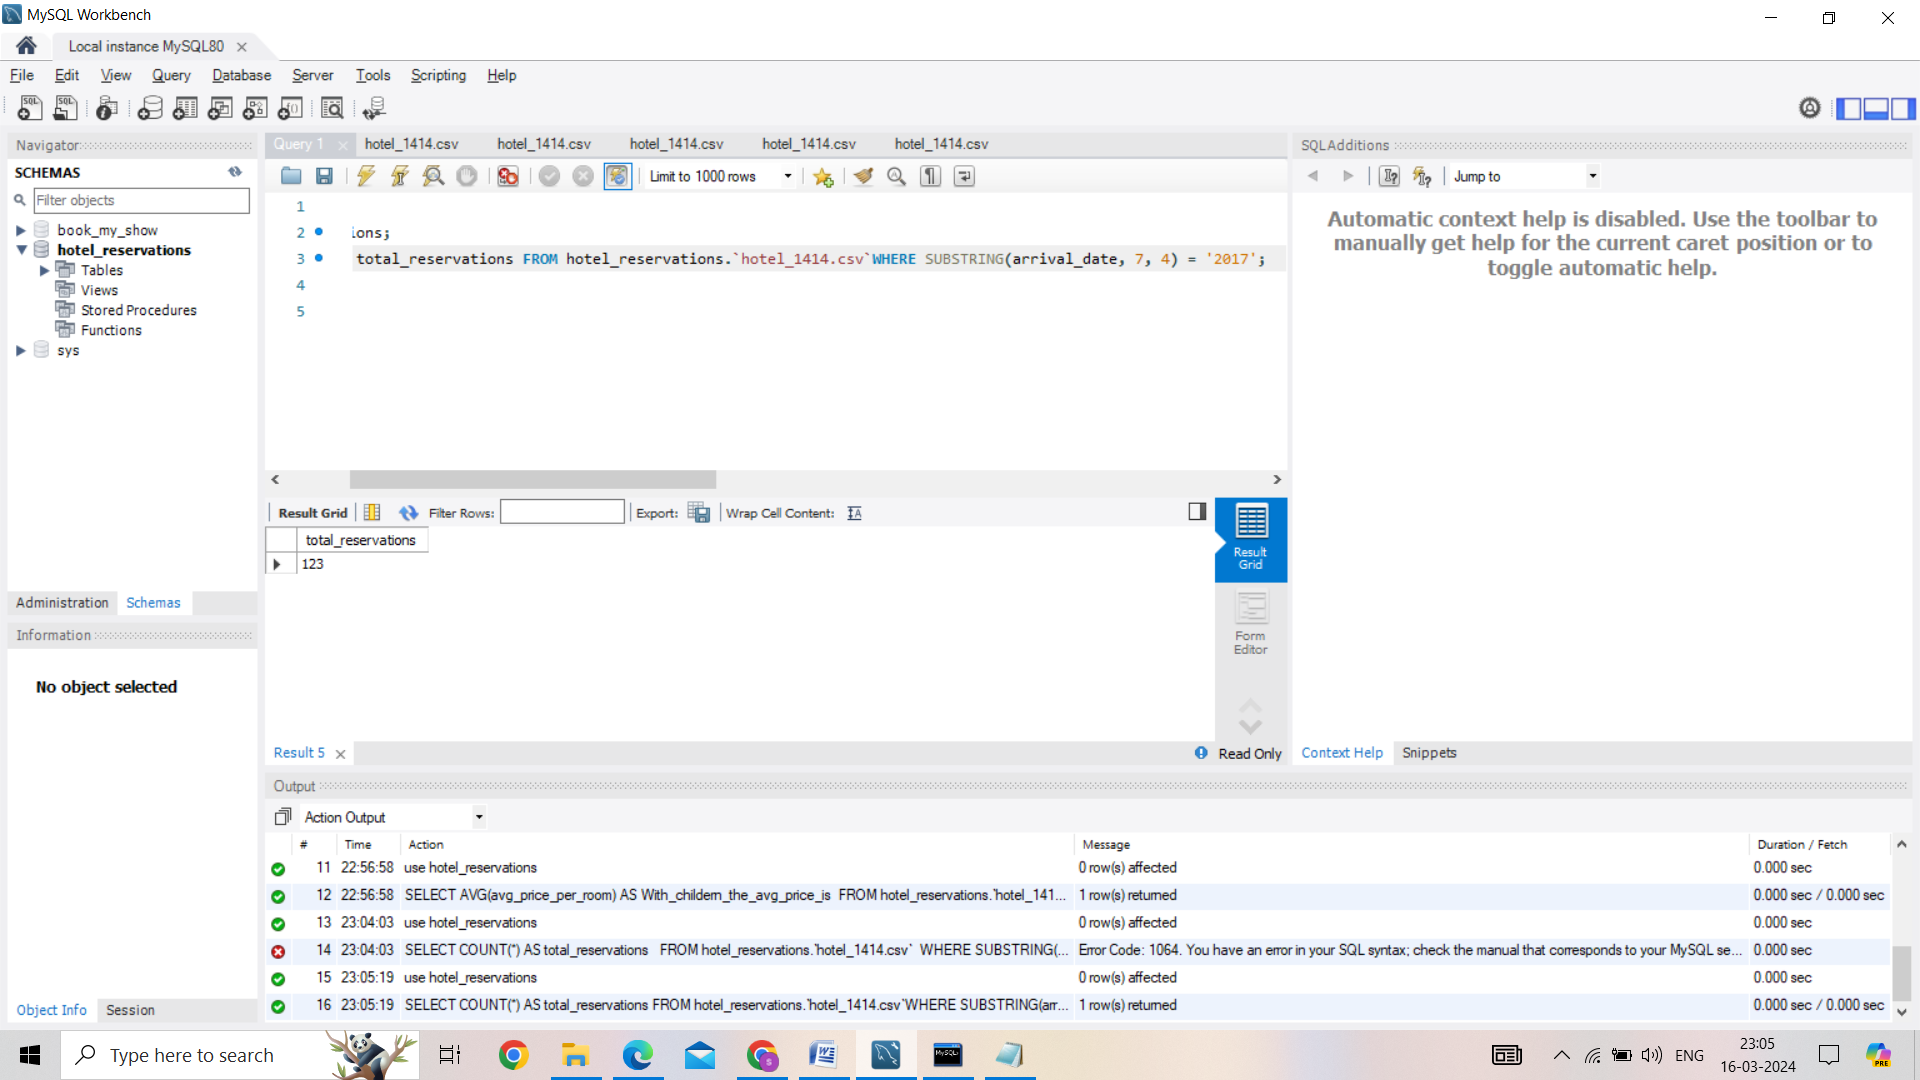 MySQL Workbench
Local instance MySQL80
File Edit View Query Database Server Tools Scripting Help
Navigator
SCHEMAS
Filter objects
book_my_show
hotel_reservations
Tables
Views
Stored Procedures
Functions
sys
Administration Schemas
Information
No object selected
Object Info Session
Query 1 hotel_1414.csv hotel_1414.csv hotel_1414.csv hotel_1414.csv hotel_1414.csv
Limit to 1000 rows
1
2 ions;
3 total_reservations FROM hotel_reservations.`hotel_1414.csv`WHERE SUBSTRING(arrival_date, 7, 4) = '2017';
4
5
Result Grid Filter Rows: Export: Wrap Cell Content:
total_reservations
123
Result Grid
Form Editor
Result 5 Read Only
SQLAdditions
Jump to
Automatic context help is disabled. Use the toolbar to
manually get help for the current caret position or to
toggle automatic help.
Context Help Snippets
Output
Action Output
# Time Action Message Duration / Fetch
11 22:56:58 use hotel_reservations 0 row(s) affected 0.000 sec
12 22:56:58 SELECT AVG(avg_price_per_room) AS With_childern_the_avg_price_is FROM hotel_reservations.`hotel_141... 1 row(s) returned 0.000 sec / 0.000 sec
13 23:04:03 use hotel_reservations 0 row(s) affected 0.000 sec
14 23:04:03 SELECT COUNT(*) AS total_reservations FROM hotel_reservations.`hotel_1414.csv` WHERE SUBSTRING(... Error Code: 1064. You have an error in your SQL syntax; check the manual that corresponds to your MySQL se... 0.000 sec
15 23:05:19 use hotel_reservations 0 row(s) affected 0.000 sec
16 23:05:19 SELECT COUNT(*) AS total_reservations FROM hotel_reservations.`hotel_1414.csv`WHERE SUBSTRING(arr... 1 row(s) returned 0.000 sec / 0.000 sec
Type here to search
ENG
23:05
16-03-2024